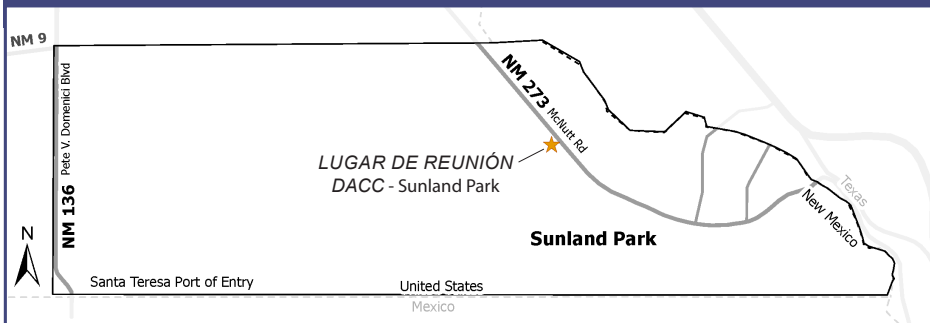 NM 9
Pete V. Domenici Blvd
NM 136
NM 273
McNutt Rd
LUGAR DE REUNIÓN
DACC - Sunland Park
Texas
New Mexico
Sunland Park
N
Santa Teresa Port of Entry
United States
Mexico